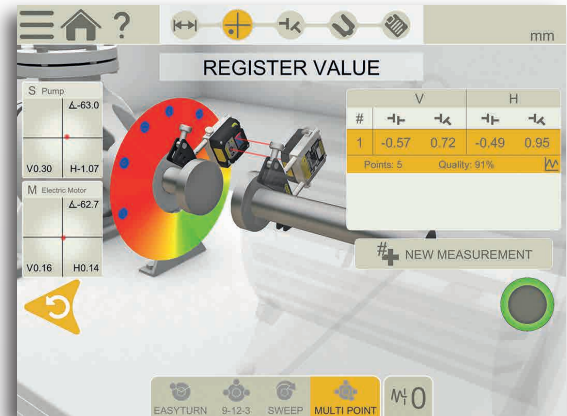 ?
mm
REGISTER VALUE
S Pump
∡-63.0
V0.30 H-1.07
M Electric Motor
∡-62.7
V0.16 H0.14
V H
#
1 -0.57 0.72 -0.49 0.95
Points: 5 Quality: 91%
# NEW MEASUREMENT
EASYTURN 9-12-3 SWEEP MULTI POINT
0